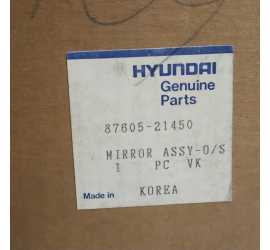 HYUNDAI
Genuine
Parts
87605-21450
MIRROR ASSY-O/S
1 PC VK
Made in KOREA